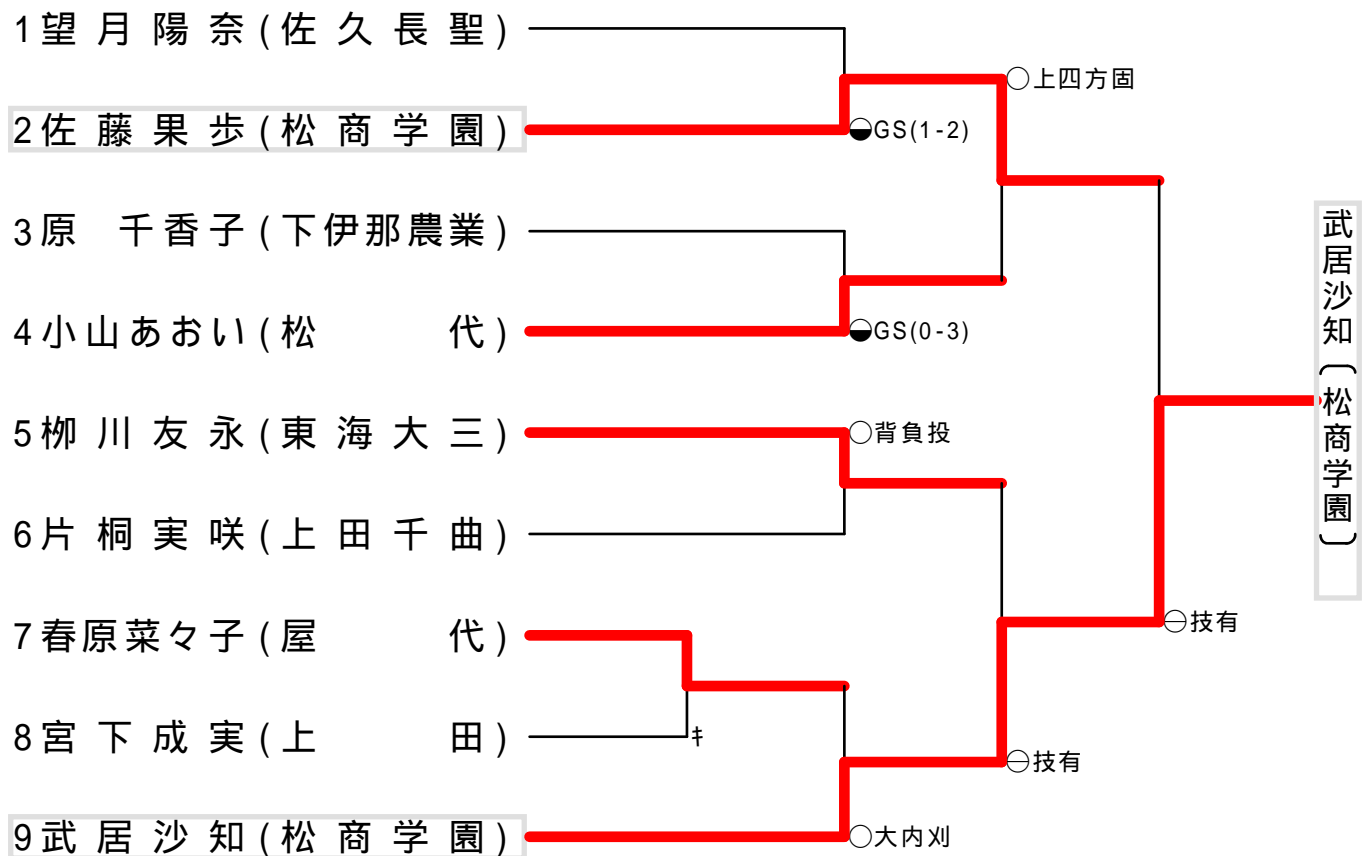 1望月陽奈(佐久長聖)
○上四方固
2佐藤果歩(松商学園)
GS(1-2)
3原 千香子(下伊那農業)
4小山あおい(松 代)
GS(0-3)
5栁川友永(東海大三)
○背負投
6片桐実咲(上田千曲)
7春原菜々子(屋 代)
8宮下成実(上 田)
キ
技有
技有
9武居沙知(松商学園)
○大内刈
武居沙知(松商学園)